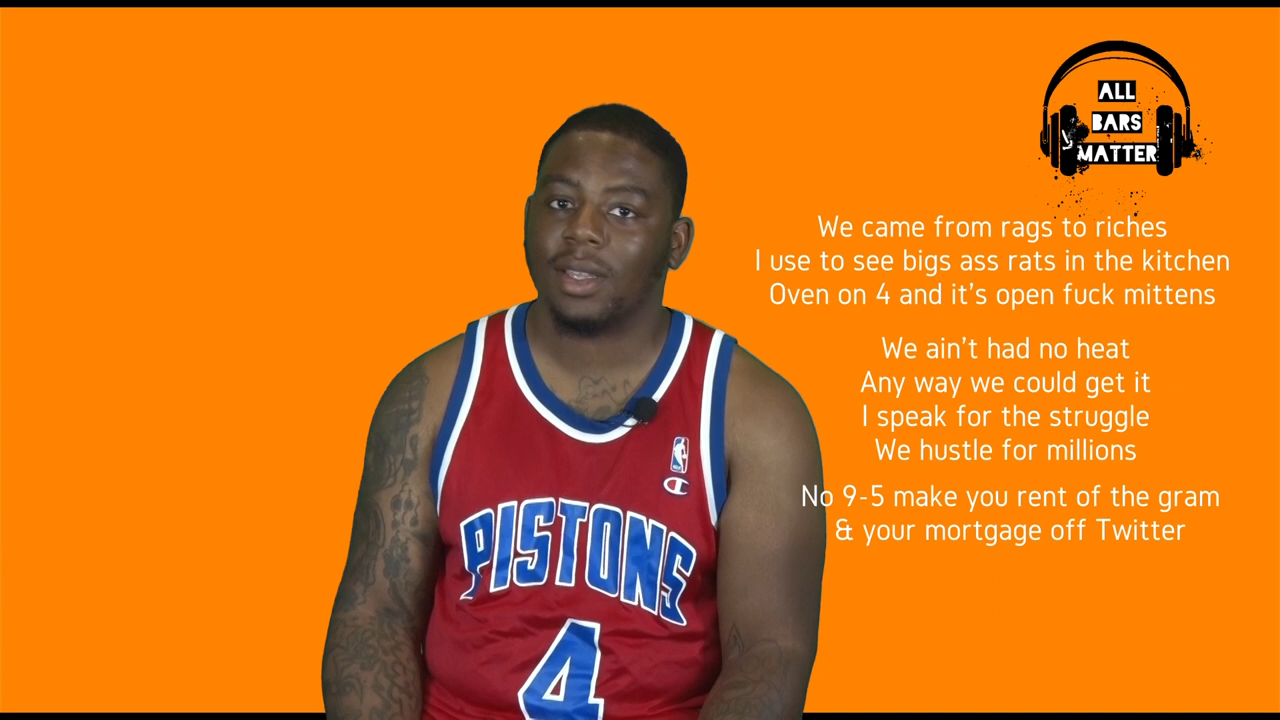 ALL
BARS
MATTER
We came from rags to riches
I use to see bigs ass rats in the kitchen
Oven on 4 and it's open fuck mittens
We ain't had no heat
Any way we could get it
I speak for the struggle
We hustle for millions
No 9-5 make you rent of the gram
& your mortgage off Twitter
PISTONS
4